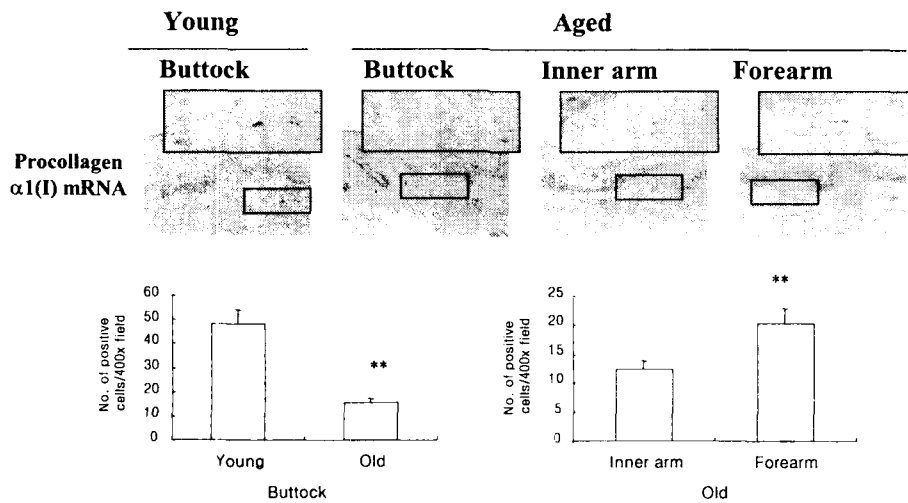 Young Aged
Buttock Buttock Inner arm Forearm
Procollagen
α1(I) mRNA
No. of positive
cells/400x field
60
50
40
30
20
10
0
**
Young Old
Buttock
No. of positive
cells/400x field
25
20
15
10
5
0
**
Inner arm Forearm
Old